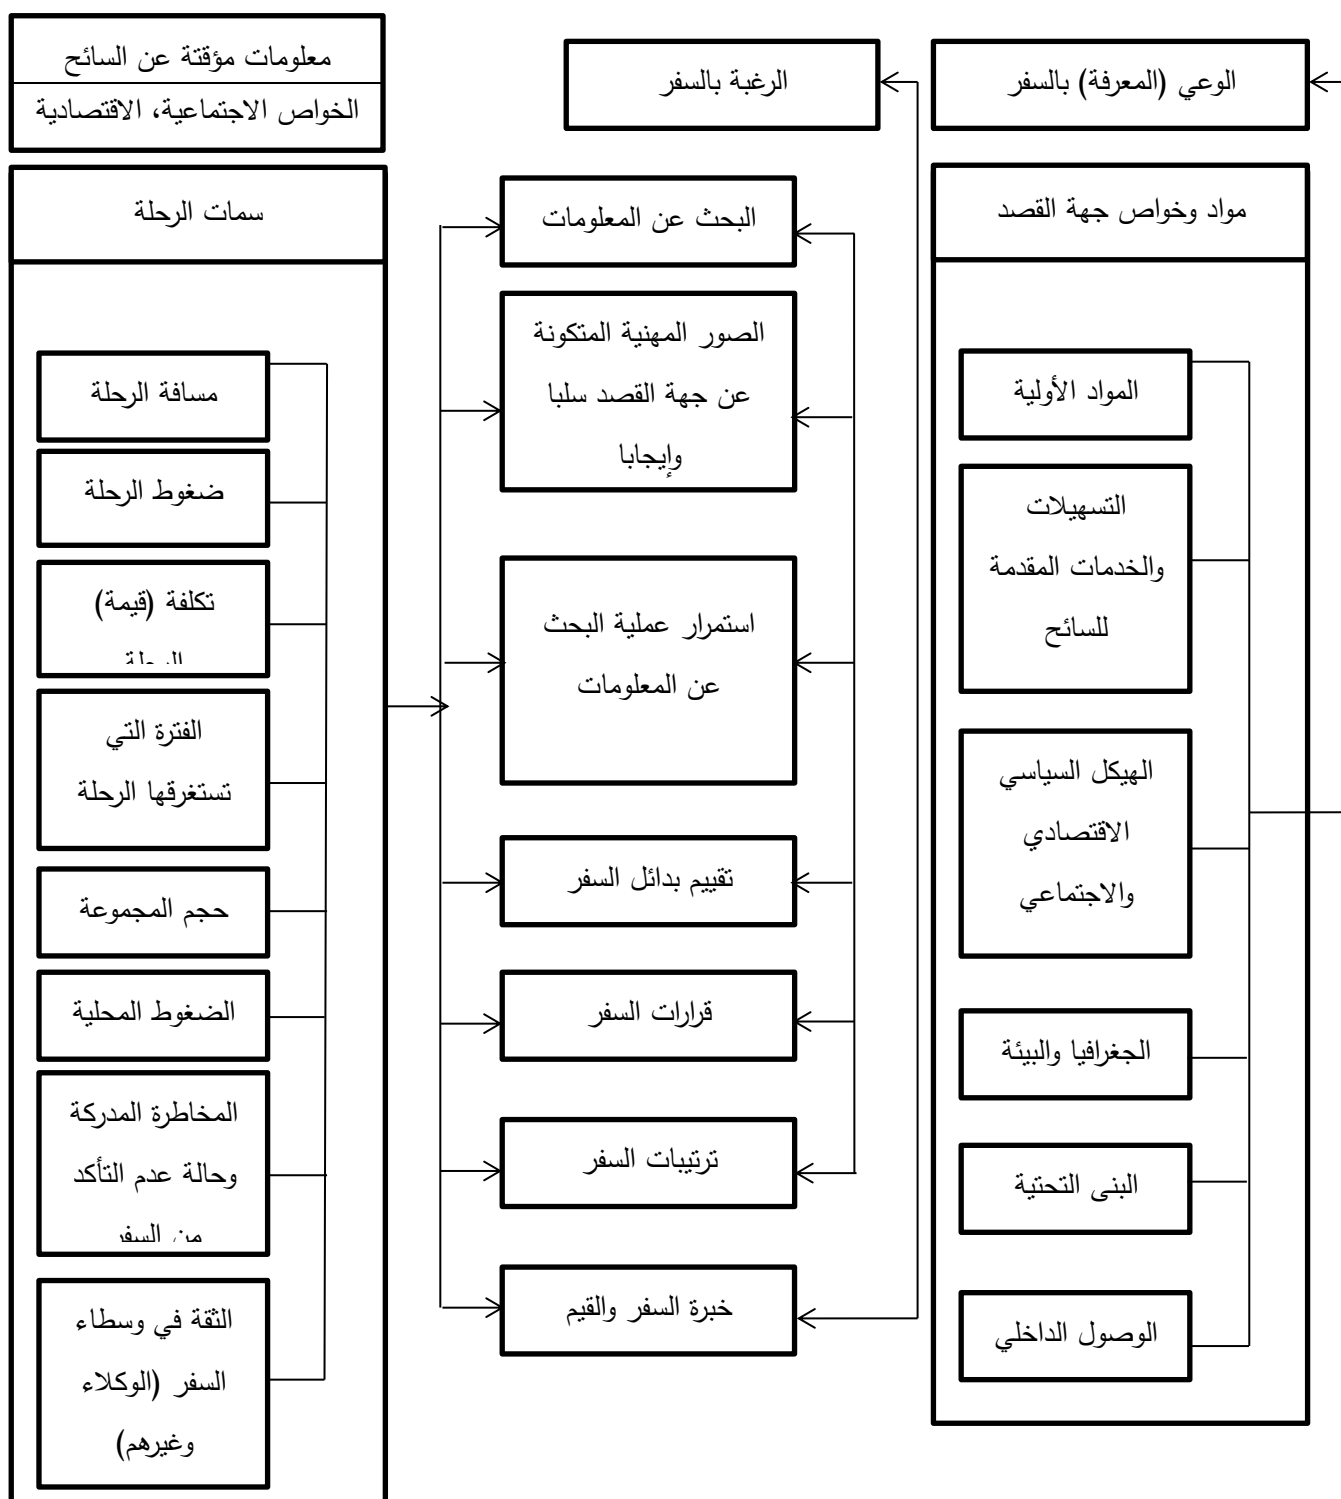 الوعي (المعرفة) بالسفر
الرغبة بالسفر
معلومات مؤقتة عن السائح
الخواص الاجتماعية، الاقتصادية
مواد وخواص جهة القصد
المواد الأولية
التسهيلات
والخدمات المقدمة
للسائح
الهيكل السياسي
الاقتصادي
والاجتماعي
الجغرافيا والبيئة
البنى التحتية
الوصول الداخلي
البحث عن المعلومات
الصور المهنية المتكونة
عن جهة القصد سلبا
وإيجابا
استمرار عملية البحث
عن المعلومات
تقييم بدائل السفر
قرارات السفر
ترتيبات السفر
خبرة السفر والقيم
سمات الرحلة
مسافة الرحلة
ضغوط الرحلة
تكلفة (قيمة)
الرحلة
الفترة التي
تستغرقها الرحلة
حجم المجموعة
الضغوط المحلية
المخاطرة المدركة
وحالة عدم التأكد
من السفر
الثقة في وسطاء
السفر (الوكلاء
وغيرهم)